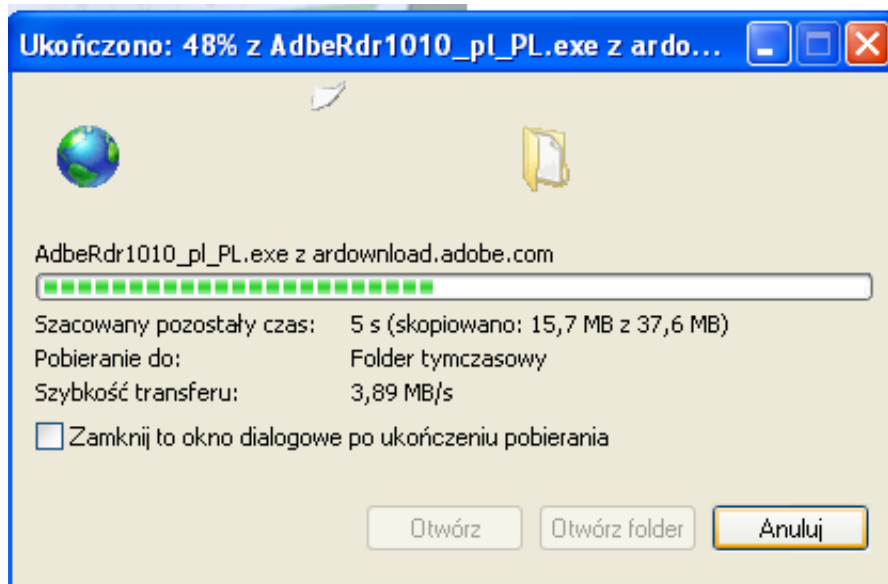 Ukończono: 48% z AdbeRdr1010_pl_PL.exe z ardo...
AdbeRdr1010_pl_PL.exe z ardownload.adobe.com
Szacowany pozostały czas: 5 s (skopiowano: 15,7 MB z 37,6 MB)
Pobieranie do: Folder tymczasowy
Szybkość transferu: 3,89 MB/s
Zamknij to okno dialogowe po ukończeniu pobierania
Otwórz Otwórz folder Anuluj